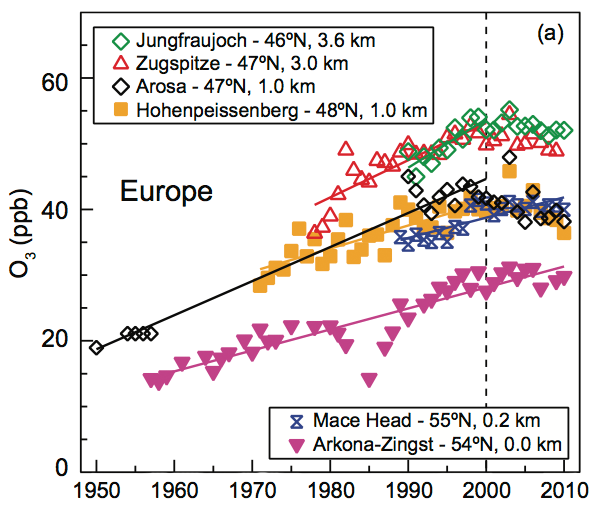 (a)
Jungfraujoch - 46ºN, 3.6 km
Zugspitze - 47ºN, 3.0 km
Arosa - 47ºN, 1.0 km
Hohenpeissenberg - 48ºN, 1.0 km
Europe
O3 (ppb)
60
40
20
0
Mace Head - 55ºN, 0.2 km
Arkona-Zingst - 54ºN, 0.0 km
1950 1960 1970 1980 1990 2000 2010